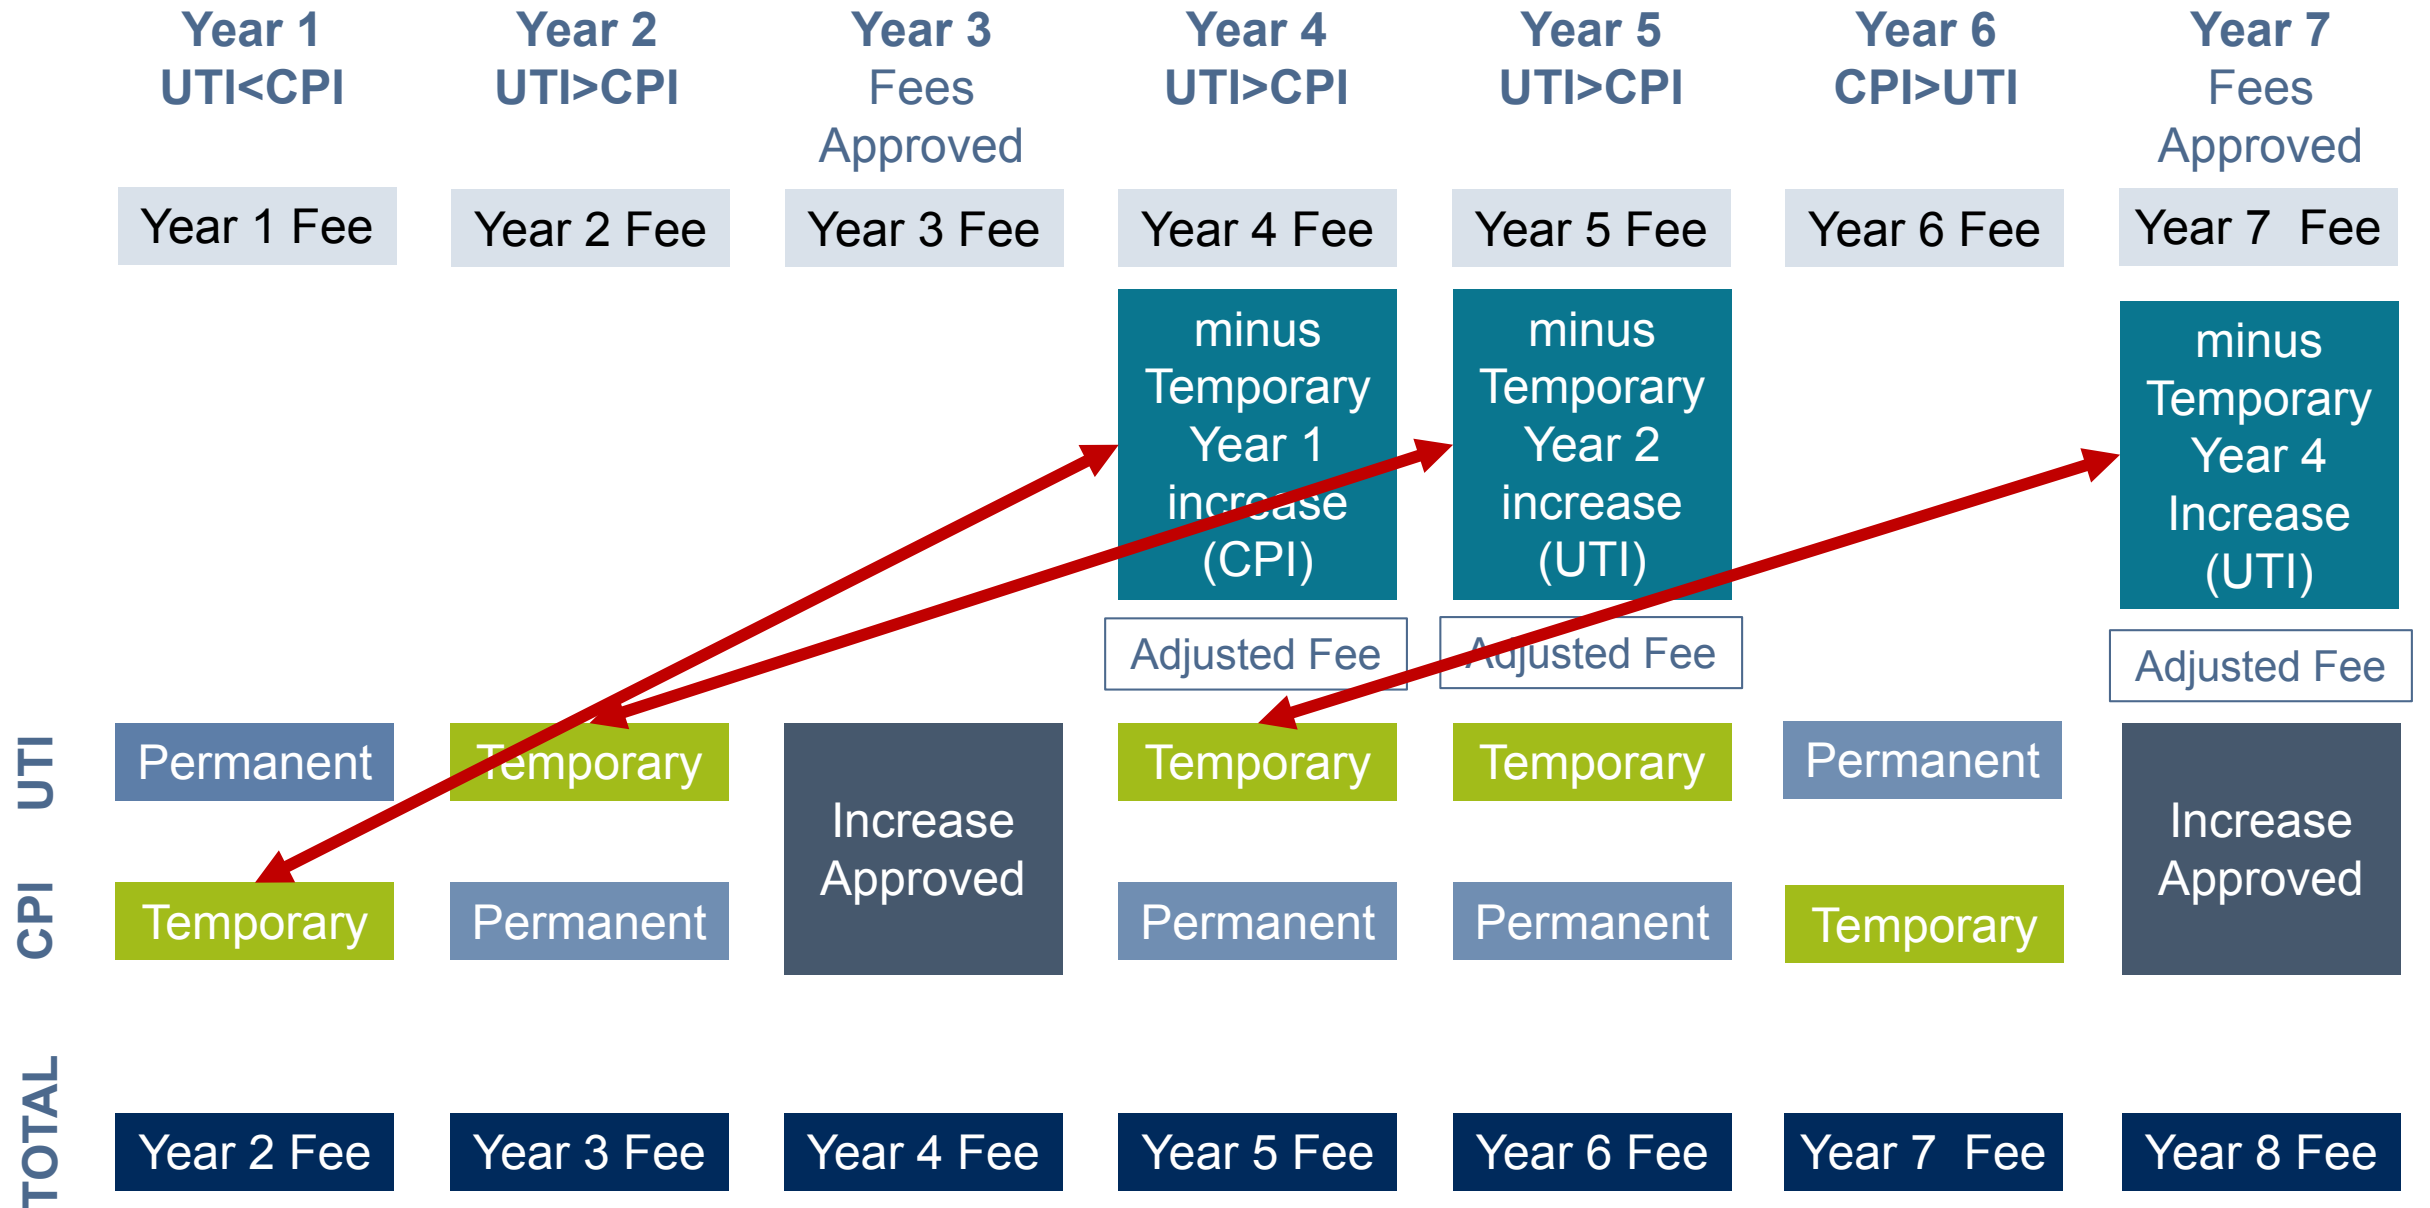 Year 1
UTI<CPI
Year 2
UTI>CPI
Year 3
Fees
Approved
Year 4
UTI>CPI
Year 5
UTI>CPI
Year 6
CPI>UTI
Year 7
Fees
Approved
Year 1 Fee
Year 2 Fee
Year 3 Fee
Year 4 Fee
Year 5 Fee
Year 6 Fee
Year 7  Fee
minus
Temporary
Year 1
increase
(CPI)
minus
Temporary
Year 2
increase
(UTI)
minus
Temporary
Year 4
Increase
(UTI)
Adjusted Fee
Adjusted Fee
Adjusted Fee
UTI
Permanent
Temporary
Increase
Approved
Temporary
Temporary
Permanent
Increase
Approved
CPI
Temporary
Permanent
Permanent
Permanent
Temporary
TOTAL
Year 2 Fee
Year 3 Fee
Year 4 Fee
Year 5 Fee
Year 6 Fee
Year 7  Fee
Year 8 Fee